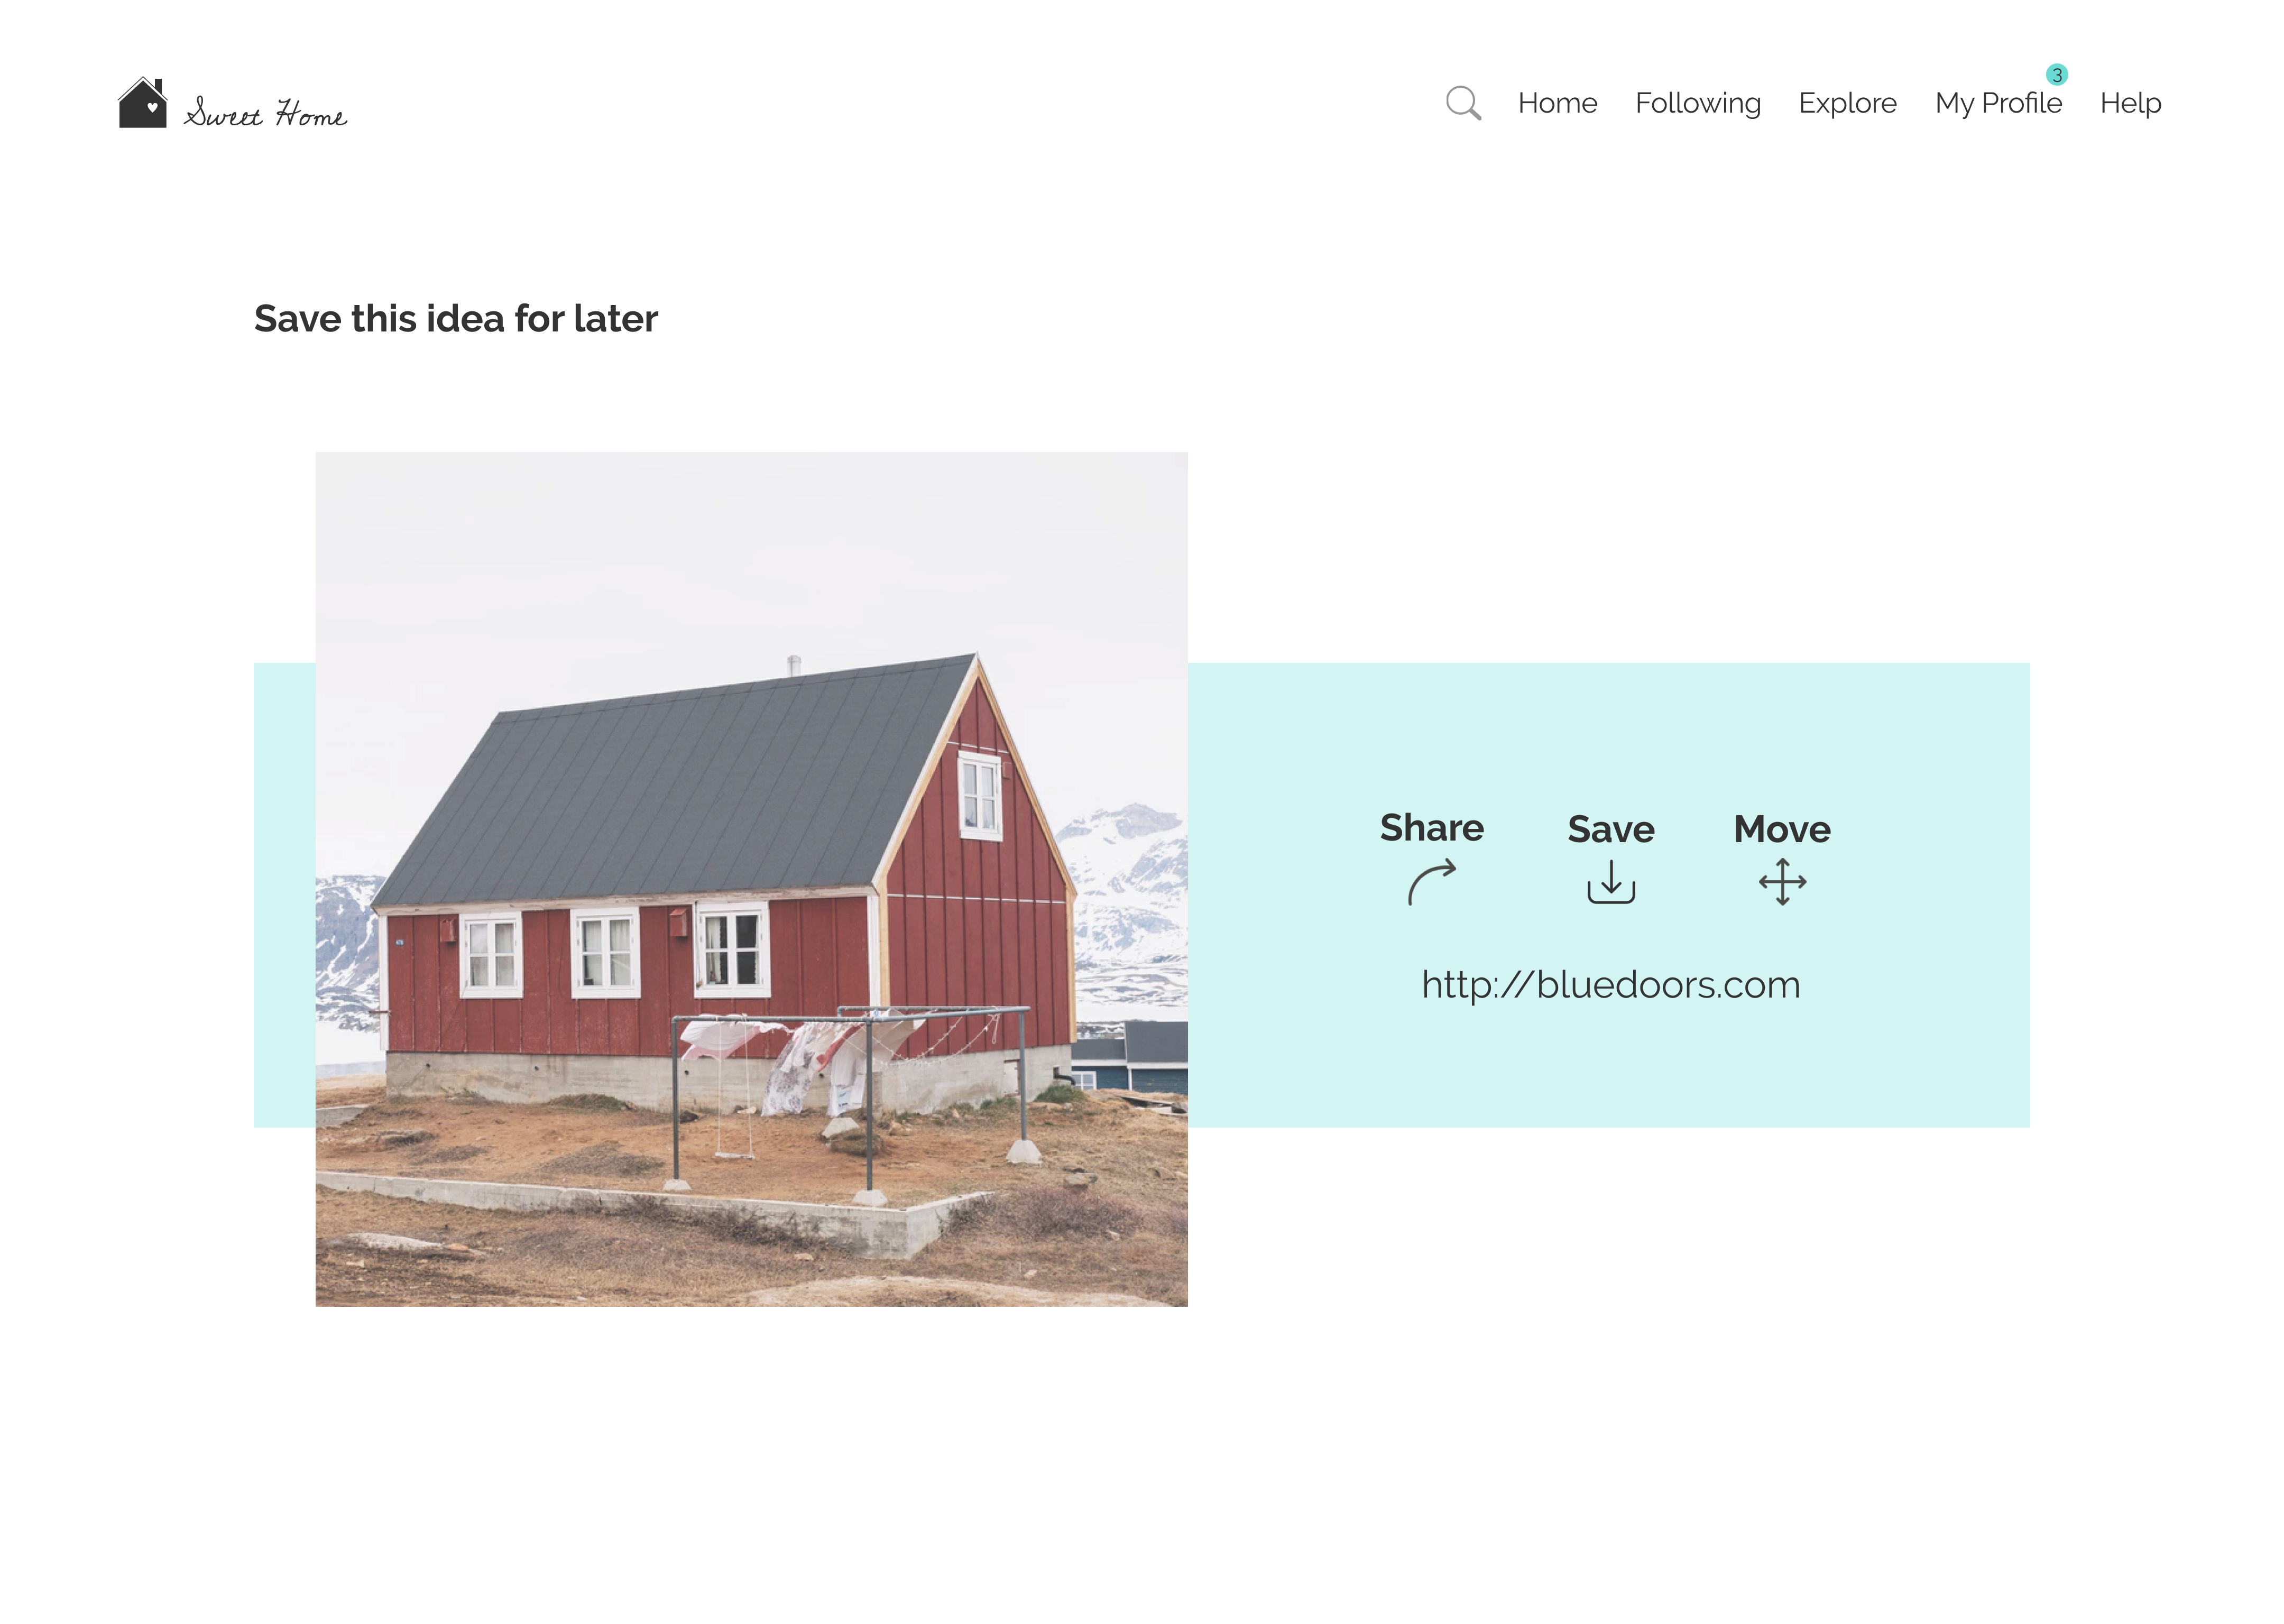 Sweet Home
3
Home Following Explore My Profile Help
Save this idea for later
Share Save Move
http://bluedoors.com